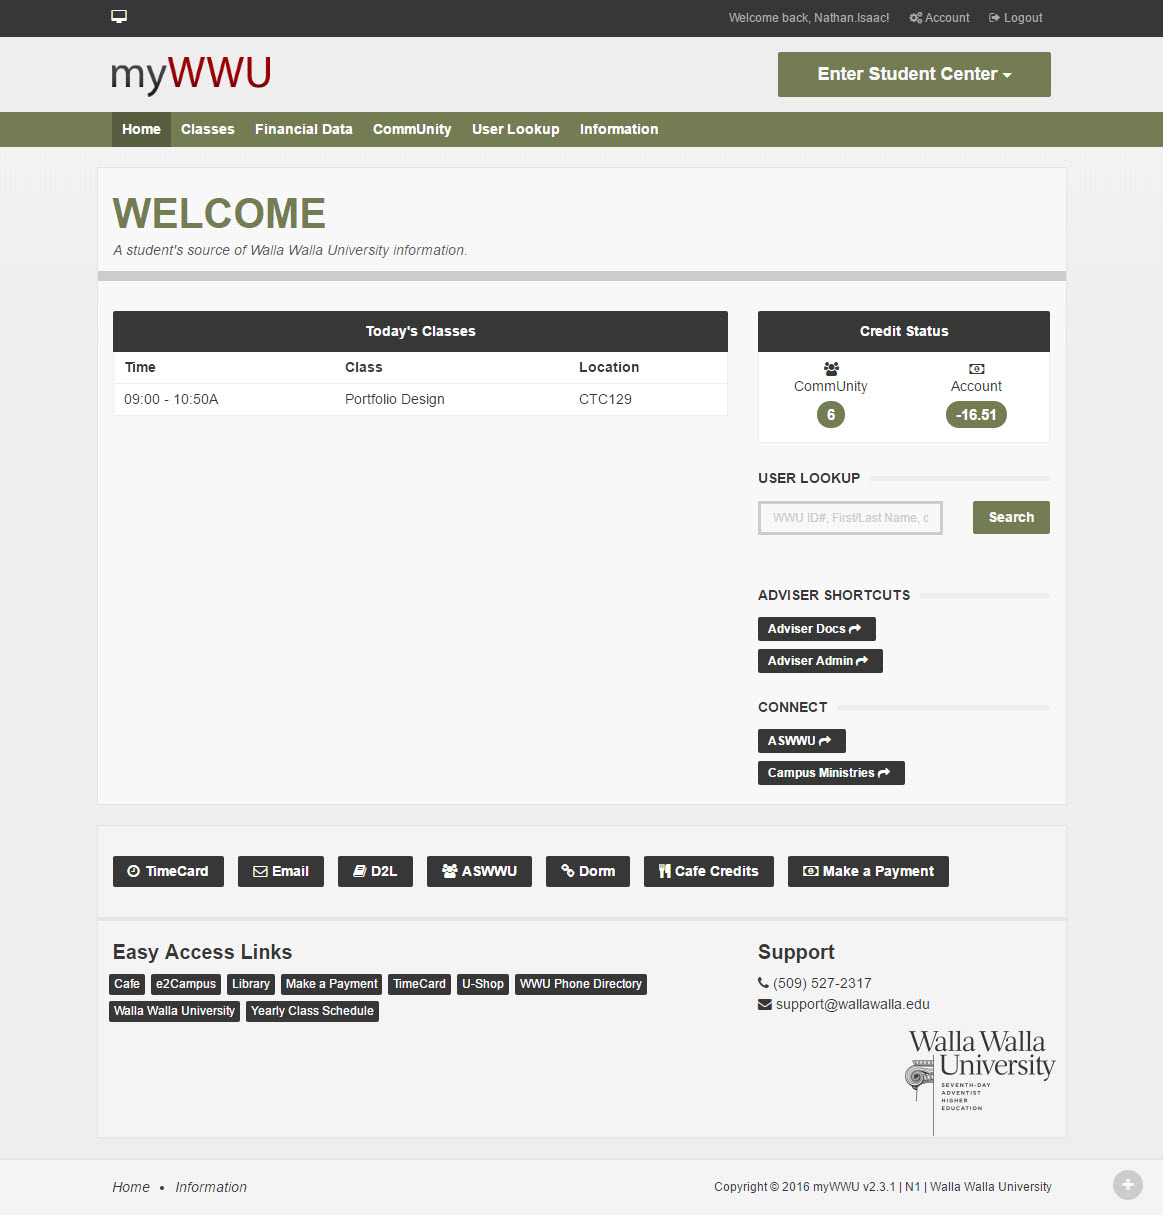 Welcome back, Nathan.Isaac! Account Logout
myWWU
Enter Student Center
Home Classes Financial Data CommUnity User Lookup Information
WELCOME
A student's source of Walla Walla University information.
Today's Classes
Time Class Location
09:00 - 10:50A Portfolio Design CTC129
Credit Status
CommUnity Account
6 -16.51
USER LOOKUP
WWU ID#, First/Last Name, c
Search
ADVISER SHORTCUTS
Adviser Docs
Adviser Admin
CONNECT
ASWWU
Campus Ministries
TimeCard Email D2L ASWWU Dorm Cafe Credits Make a Payment
Easy Access Links
Cafe e2Campus Library Make a Payment TimeCard U-Shop WWU Phone Directory
Walla Walla University Yearly Class Schedule
Support
(509) 527-2317
support@wallawalla.edu
Walla Walla
University
SEVENTH-DAY
ADVENTIST
HIGHER
EDUCATION
Home • Information
Copyright © 2016 myWWU v2.3.1 | N1 | Walla Walla University